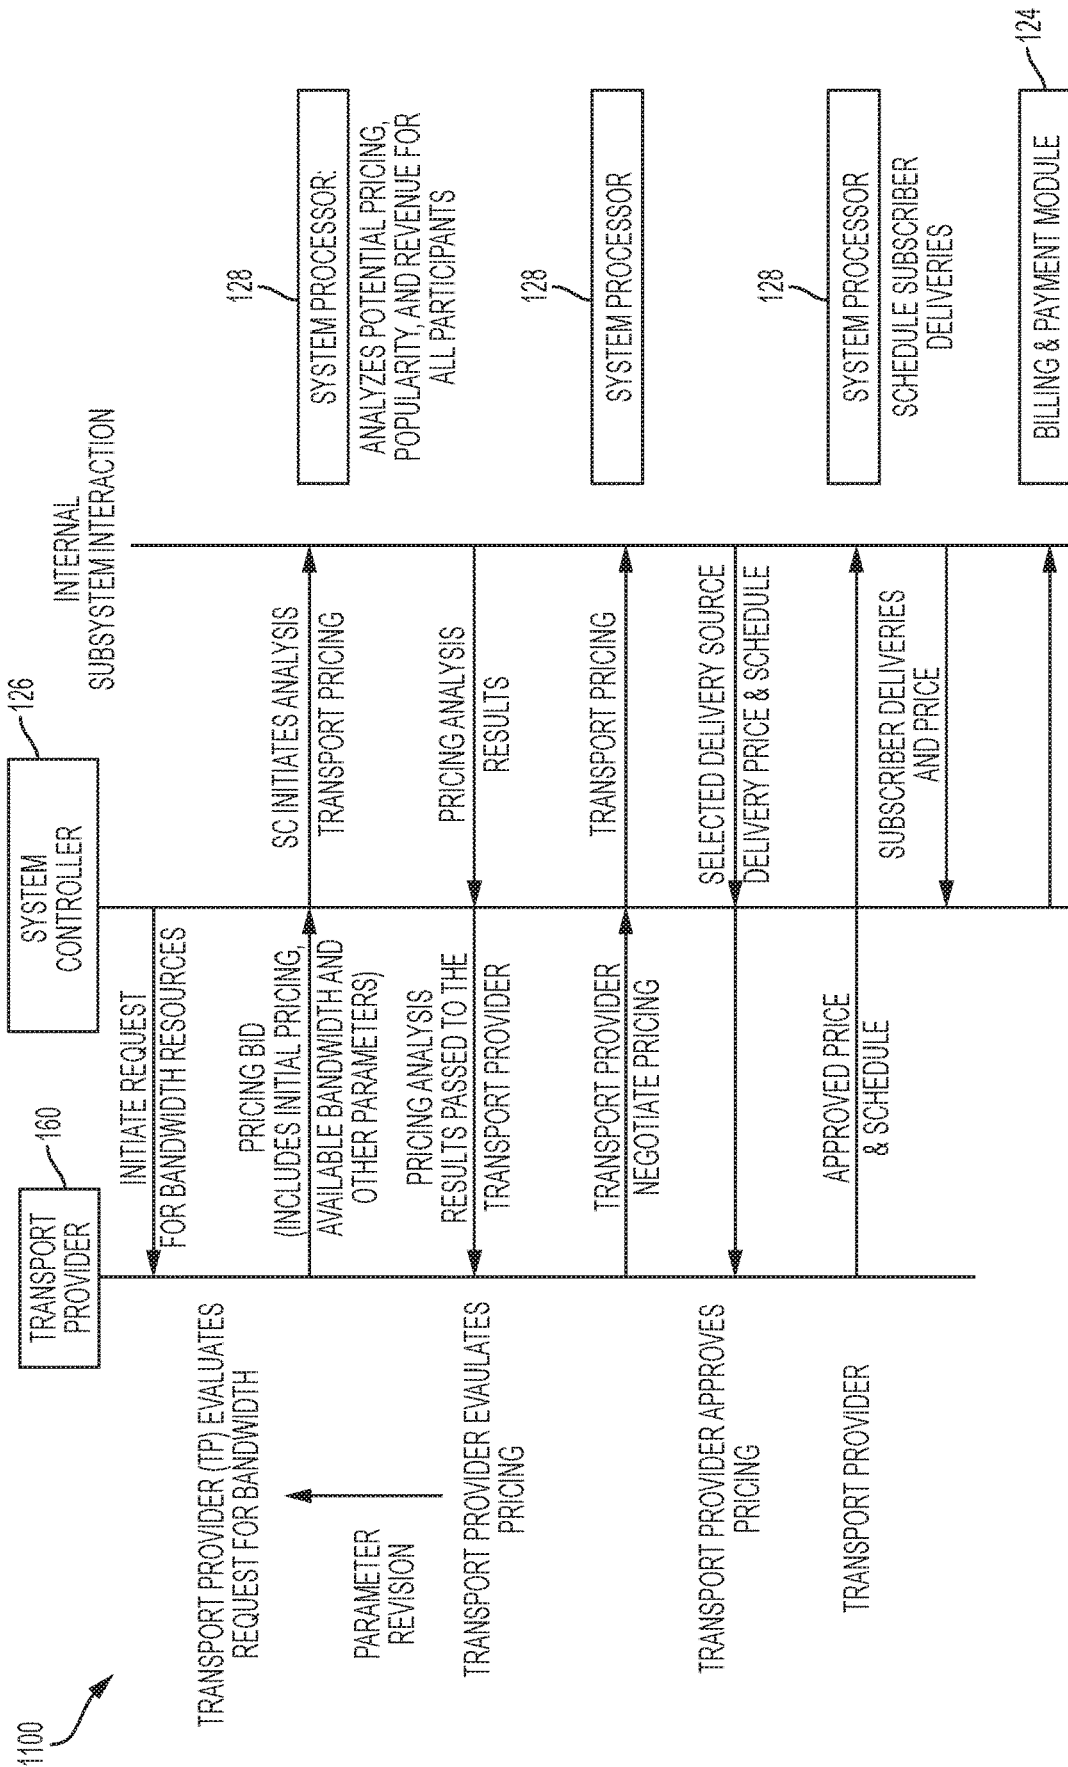 1100
TRANSPORT
PROVIDER
160
SYSTEM
CONTROLLER
126
INTERNAL
SUBSYSTEM INTERACTION
INITIATE REQUEST
FOR BANDWIDTH RESOURCES
TRANSPORT PROVIDER (TP) EVALUATES
REQUEST FOR BANDWIDTH
PRICING BID
(INCLUDES INITIAL PRICING,
AVAILABLE BANDWIDTH AND
OTHER PARAMETERS)
SC INITIATES ANALYSIS
TRANSPORT PRICING
128
SYSTEM PROCESSOR:
ANALYZES POTENTIAL PRICING,
POPULARITY, AND REVENUE FOR
ALL PARTICIPANTS
PARAMETER
REVISION
PRICING ANALYSIS
RESULTS PASSED TO THE
TRANSPORT PROVIDER
PRICING ANALYSIS
RESULTS
TRANSPORT PROVIDER EVAULATES
PRICING
TRANSPORT PROVIDER
NEGOTIATE PRICING
TRANSPORT PRICING
128
SYSTEM PROCESSOR
TRANSPORT PROVIDER APPROVES
PRICING
SELECTED DELIVERY SOURCE
DELIVERY PRICE & SCHEDULE
TRANSPORT PROVIDER
APPROVED PRICE
& SCHEDULE
128
SYSTEM PROCESSOR
SCHEDULE SUBSCRIBER
DELIVERIES
SUBSCRIBER DELIVERIES
AND PRICE
124
BILLING & PAYMENT MODULE